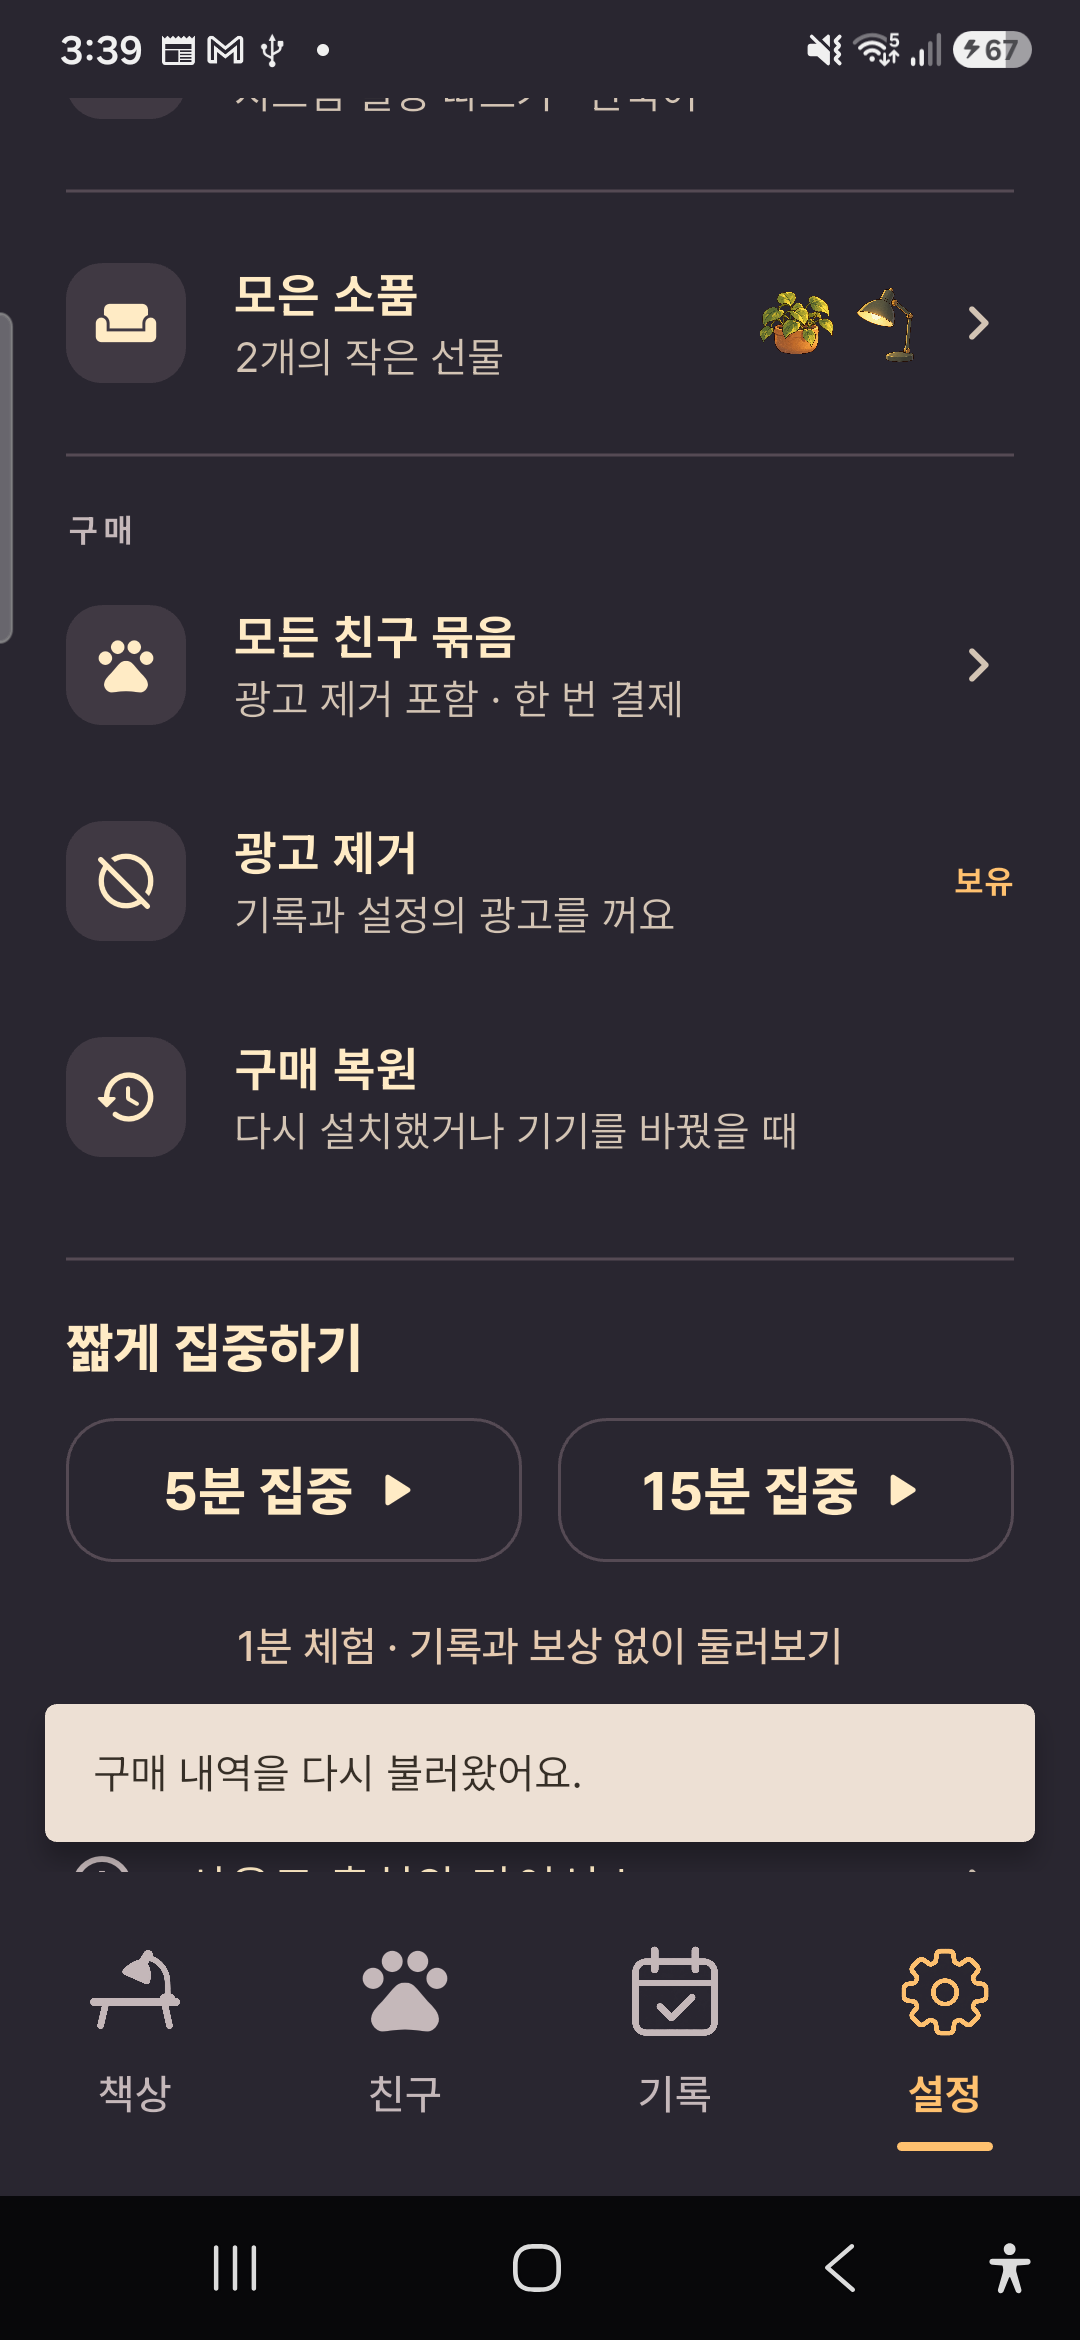 3:39
5
67
모은 소품
2개의 작은 선물
구매
모든 친구 묶음
광고 제거 포함 · 한 번 결제
광고 제거
기록과 설정의 광고를 꺼요
보유
구매 복원
다시 설치했거나 기기를 바꿨을 때
짧게 집중하기
5분 집중
15분 집중
1분 체험 · 기록과 보상 없이 둘러보기
구매 내역을 다시 불러왔어요.
책상
친구
기록
설정